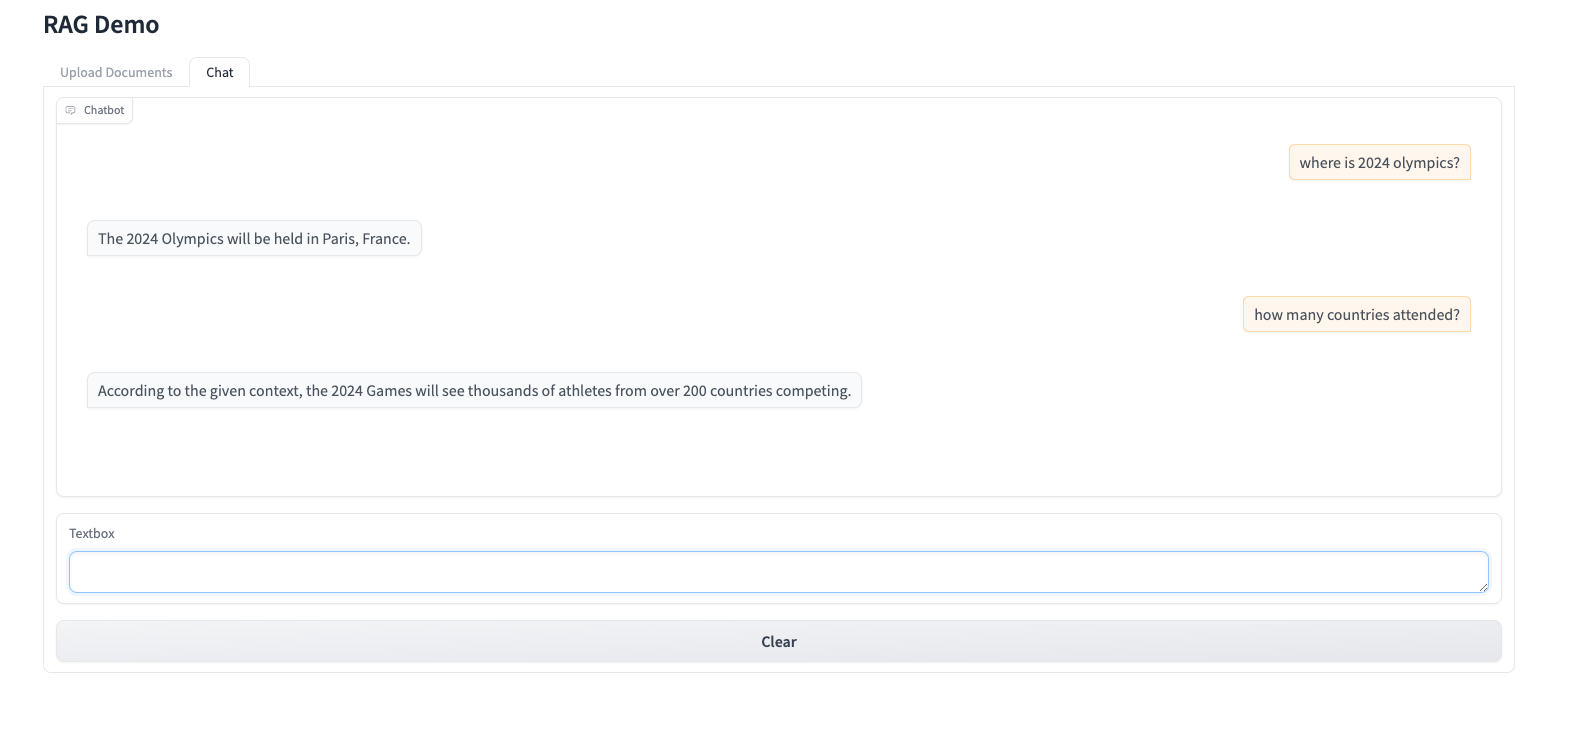 RAG Demo
Upload Documents
Chat
Chatbot
where is 2024 olympics?
The 2024 Olympics will be held in Paris, France.
how many countries attended?
According to the given context, the 2024 Games will see thousands of athletes from over 200 countries competing.
Textbox
Clear